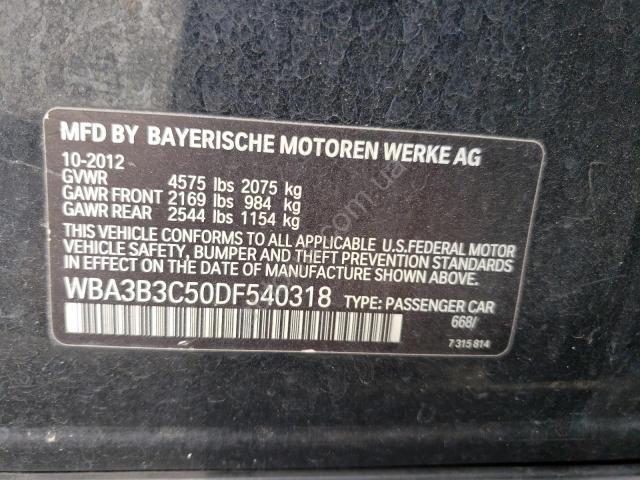 MFD BY BAYERISCHE MOTOREN WERKE AG
10-2012
GVWR 4575 lbs 2075 kg
GAWR FRONT 2169 lbs 984 kg
GAWR REAR 2544 lbs 1154 kg
THIS VEHICLE CONFORMS TO ALL APPLICABLE U.S.FEDERAL MOTOR
VEHICLE SAFETY, BUMPER AND THEFT PREVENTION STANDARDS
IN EFFECT ON THE DATE OF MANUFACTURE SHOWN ABOVE.
WBA3B3C50DF540318 TYPE: PASSENGER CAR
668/
7 315 814